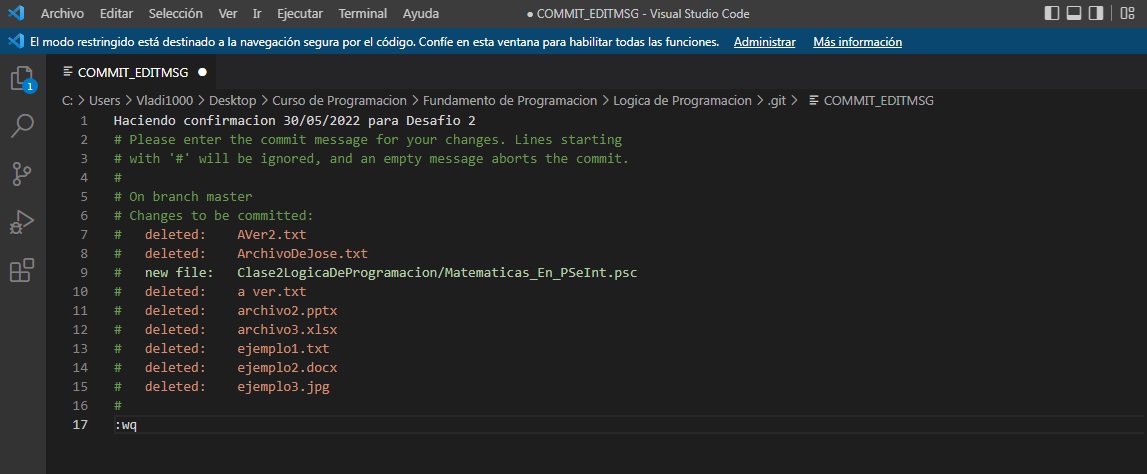 Archivo Editar Selección Ver Ir Ejecutar Terminal Ayuda ● COMMIT_EDITMSG - Visual Studio Code
El modo restringido está destinado a la navegación segura por el código. Confíe en esta ventana para habilitar todas las funciones. Administrar Más información
COMMIT_EDITMSG ●
1
C: > Users > Vladi1000 > Desktop > Curso de Programacion > Fundamento de Programacion > Logica de Programacion > .git > COMMIT_EDITMSG
1 Haciendo confirmacion 30/05/2022 para Desafio 2
2 # Please enter the commit message for your changes. Lines starting
3 # with '#' will be ignored, and an empty message aborts the commit.
4 #
5 # On branch master
6 # Changes to be committed:
7 # deleted: AVer2.txt
8 # deleted: ArchivoDeJose.txt
9 # new file: Clase2LogicaDeProgramacion/Matematicas_En_PSeInt.psc
10 # deleted: a ver.txt
11 # deleted: archivo2.pptx
12 # deleted: archivo3.xlsx
13 # deleted: ejemplo1.txt
14 # deleted: ejemplo2.docx
15 # deleted: ejemplo3.jpg
16 #
17 :wq